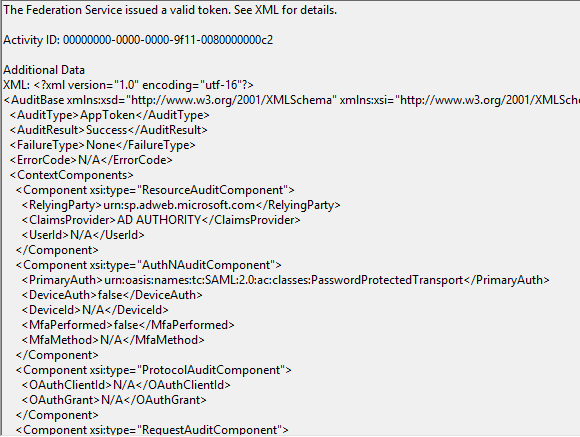 The Federation Service issued a valid token. See XML for details.
Activity ID: 00000000-0000-0000-9f11-0080000000c2
Additional Data
XML: <?xml version="1.0" encoding="utf-16"?>
<AuditBase xmlns:xsd="http://www.w3.org/2001/XMLSchema" xmlns:xsi="http://www.w3.org/2001/XMLSche
<AuditType>AppToken</AuditType>
<AuditResult>Success</AuditResult>
<FailureType>None</FailureType>
<ErrorCode>N/A</ErrorCode>
<ContextComponents>
<Component xsi:type="ResourceAuditComponent">
<RelyingParty>urn:sp.adweb.microsoft.com</RelyingParty>
<ClaimsProvider>AD AUTHORITY</ClaimsProvider>
<UserId>N/A</UserId>
</Component>
<Component xsi:type="AuthNAuditComponent">
<PrimaryAuth>urn:oasis:names:tc:SAML:2.0:ac:classes:PasswordProtectedTransport</PrimaryAuth>
<DeviceAuth>false</DeviceAuth>
<DeviceId>N/A</DeviceId>
<MfaPerformed>false</MfaPerformed>
<MfaMethod>N/A</MfaMethod>
</Component>
<Component xsi:type="ProtocolAuditComponent">
<OAuthClientId>N/A</OAuthClientId>
<OAuthGrant>N/A</OAuthGrant>
</Component>
<Component xsi:type="RequestAuditComponent">